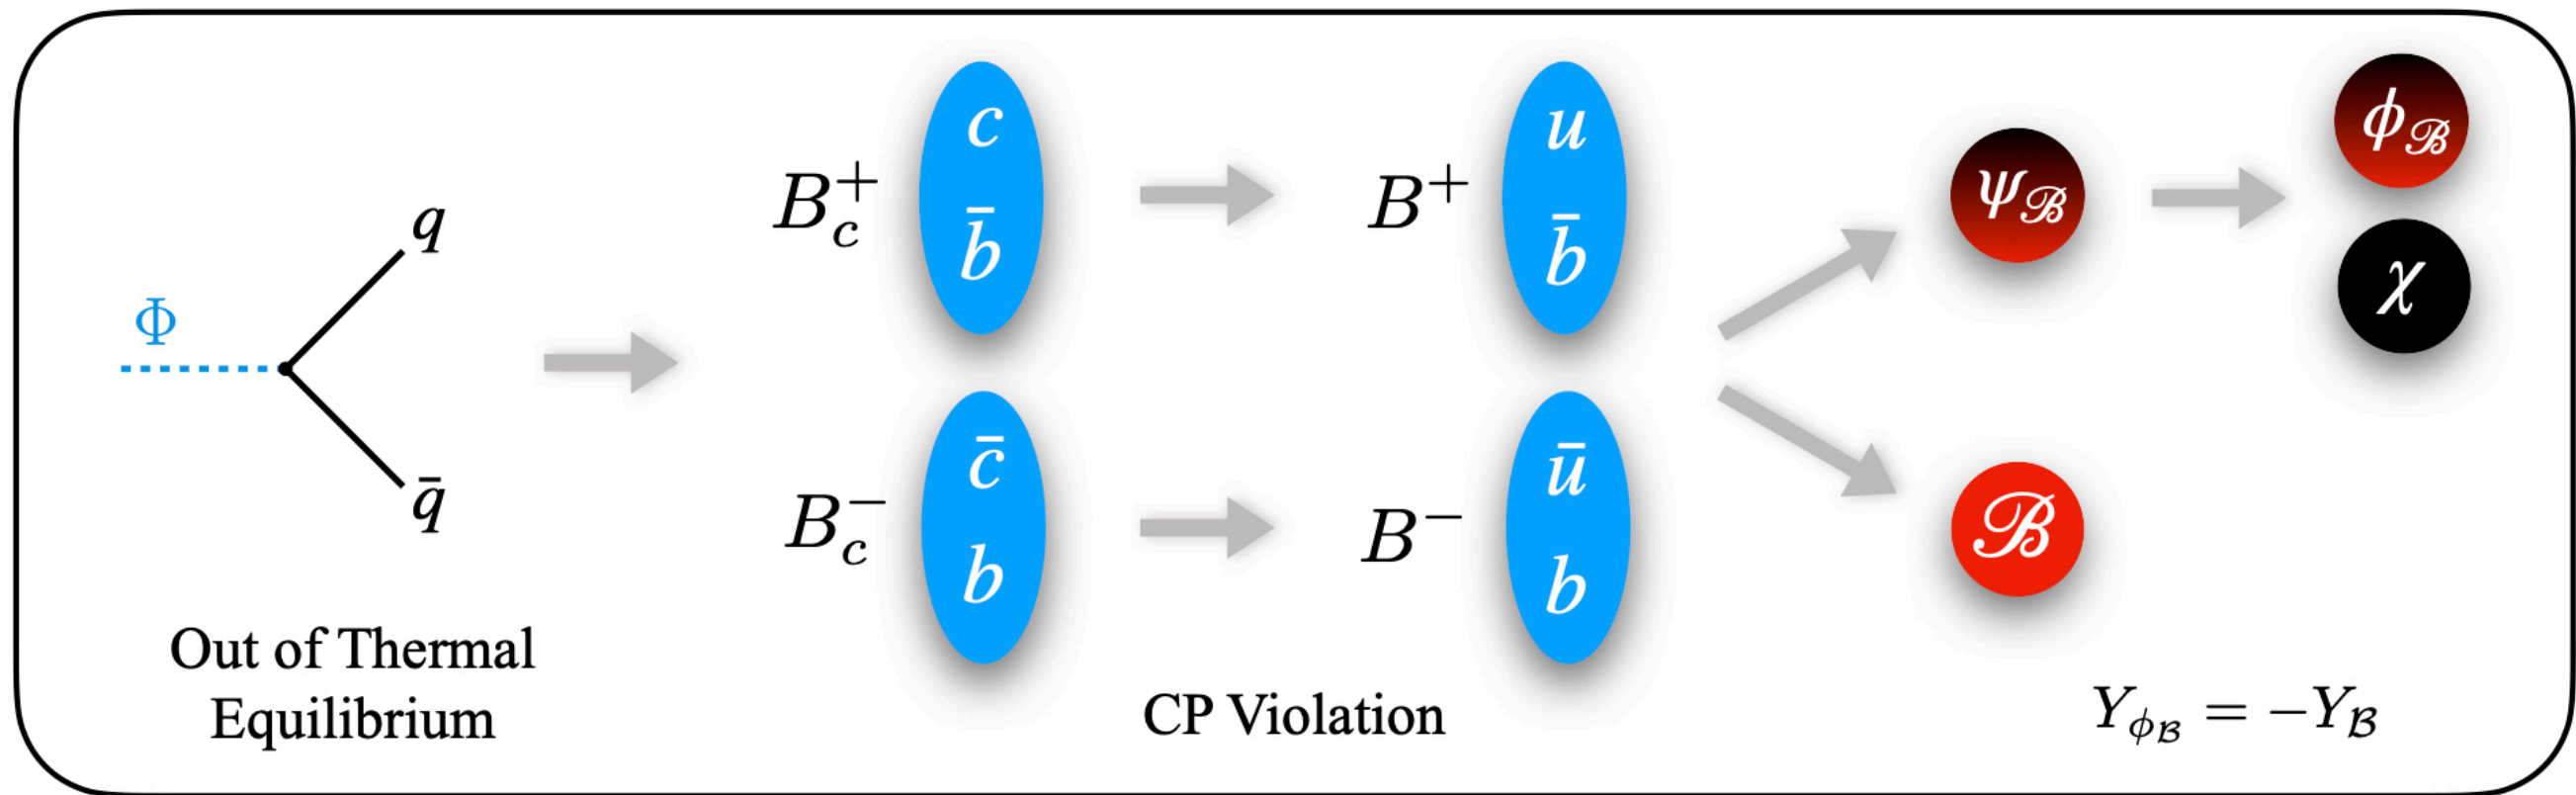 Φ
q
q̄
Out of Thermal
Equilibrium
B_c^+
c
b̄
B_c^-
c̄
b
CP Violation
B^+
u
b̄
B^-
ū
b
ψ_ℬ
ℬ
ϕ_ℬ
χ
Y_{ϕ_ℬ} = −Y_ℬ